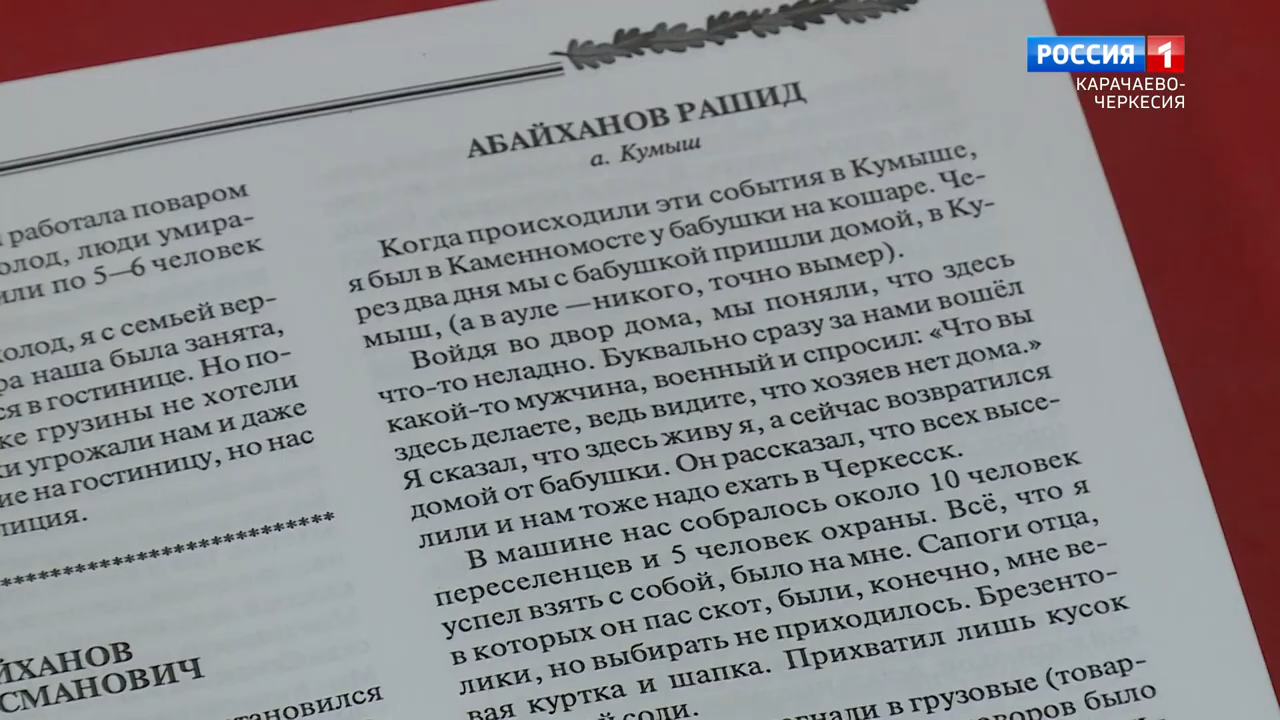 РОССИЯ 1
КАРАЧАЕВО-
ЧЕРКЕСИЯ
работала поваром
люди умира-
или по 5—6 человек
я с семьей вер-
наша была занята,
ся в гостинице. Но по-
грузины не хотели
угрожали нам и даже
на гостиницу, но нас
************************
СМАНОВИЧ
АБАЙХАНОВ РАШИД
а. Кумыш
Когда происходили эти события в Кумыше,
я был в Каменномосте у бабушки на кошаре. Че-
рез два дня мы с бабушкой пришли домой, в Ку-
мыш, (а в ауле —никого, точно вымер).
Войдя во двор дома, мы поняли, что здесь
что-то неладно. Буквально сразу за нами вошёл
какой-то мужчина, военный и спросил: «Что вы
здесь делаете, ведь видите, что хозяев нет дома.»
Я сказал, что здесь живу я, а сейчас возвратился
домой от бабушки. Он рассказал, что всех высе-
лили и нам тоже надо ехать в Черкесск.
В машине нас собралось около 10 человек
переселенцев и 5 человек охраны. Всё, что я
успел взять с собой, было на мне. Сапоги отца,
в которых он пас скот, были, конечно, мне ве-
лики, но выбирать не приходилось. Брезенто-
вая куртка и шапка. Прихватил лишь кусок
соли.
в грузовые (товар-
было